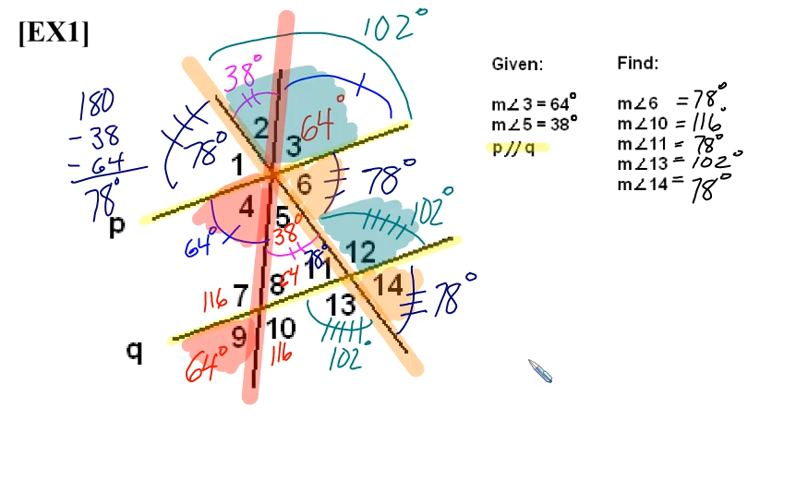 [EX1]
102°
38°
180
- 38
- 64
78°
78°
64°
2
3
1
6
78°
p
4
5
38°
64°
102°
78°
11
12
8
64
14
78°
116
7
13
q
9
10
64°
116
102°
Given:
m∠3 = 64°
m∠5 = 38°
p//q
Find:
m∠6 = 78°
m∠10 = 116°
m∠11 = 78°
m∠13 = 102°
m∠14 = 78°